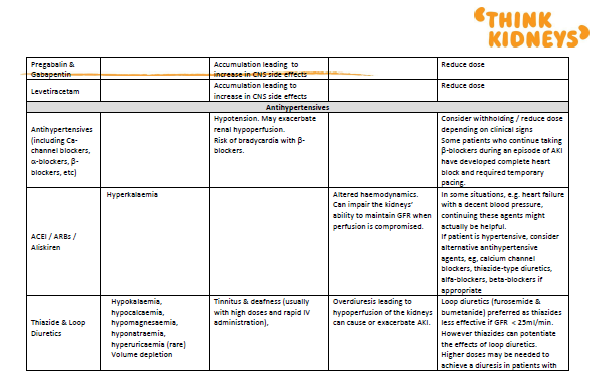 THINK
KIDNEYS
Pregabalin &
Gabapentin
Accumulation leading to
increase in CNS side effects
Reduce dose
Levetiracetam
Accumulation leading to
increase in CNS side effects
Reduce dose
Antihypertensives
Antihypertensives
(including Ca-
channel blockers,
α-blockers, β-
blockers, etc)
Hypotension. May exacerbate
renal hypoperfusion.
Risk of bradycardia with β-
blockers.
Consider withholding / reduce dose
depending on clinical signs
Some patients who continue taking
β-blockers during an episode of AKI
have developed complete heart
block and required temporary
pacing.
ACEI / ARBs /
Aliskiren
Hyperkalaemia
Altered haemodynamics.
Can impair the kidneys'
ability to maintain GFR when
perfusion is compromised.
In some situations, e.g. heart failure
with a decent blood pressure,
continuing these agents might
actually be helpful.
If patient is hypertensive, consider
alternative antihypertensive
agents, eg, calcium channel
blockers, thiazide-type diuretics,
alfa-blockers, beta-blockers if
appropriate
Thiazide & Loop
Diuretics
Hypokalaemia,
hypocalcaemia,
hypomagnesaemia,
hyponatraemia,
hyperuricaemia (rare)
Volume depletion
Tinnitus & deafness (usually
with high doses and rapid IV
administration),
Overdiuresis leading to
hypoperfusion of the kidneys
can cause or exacerbate AKI.
Loop diuretics (furosemide &
bumetanide) preferred as thiazides
less effective if GFR < 25ml/min.
However thiazides can potentiate
the effects of loop diuretics.
Higher doses may be needed to
achieve a diuresis in patients with